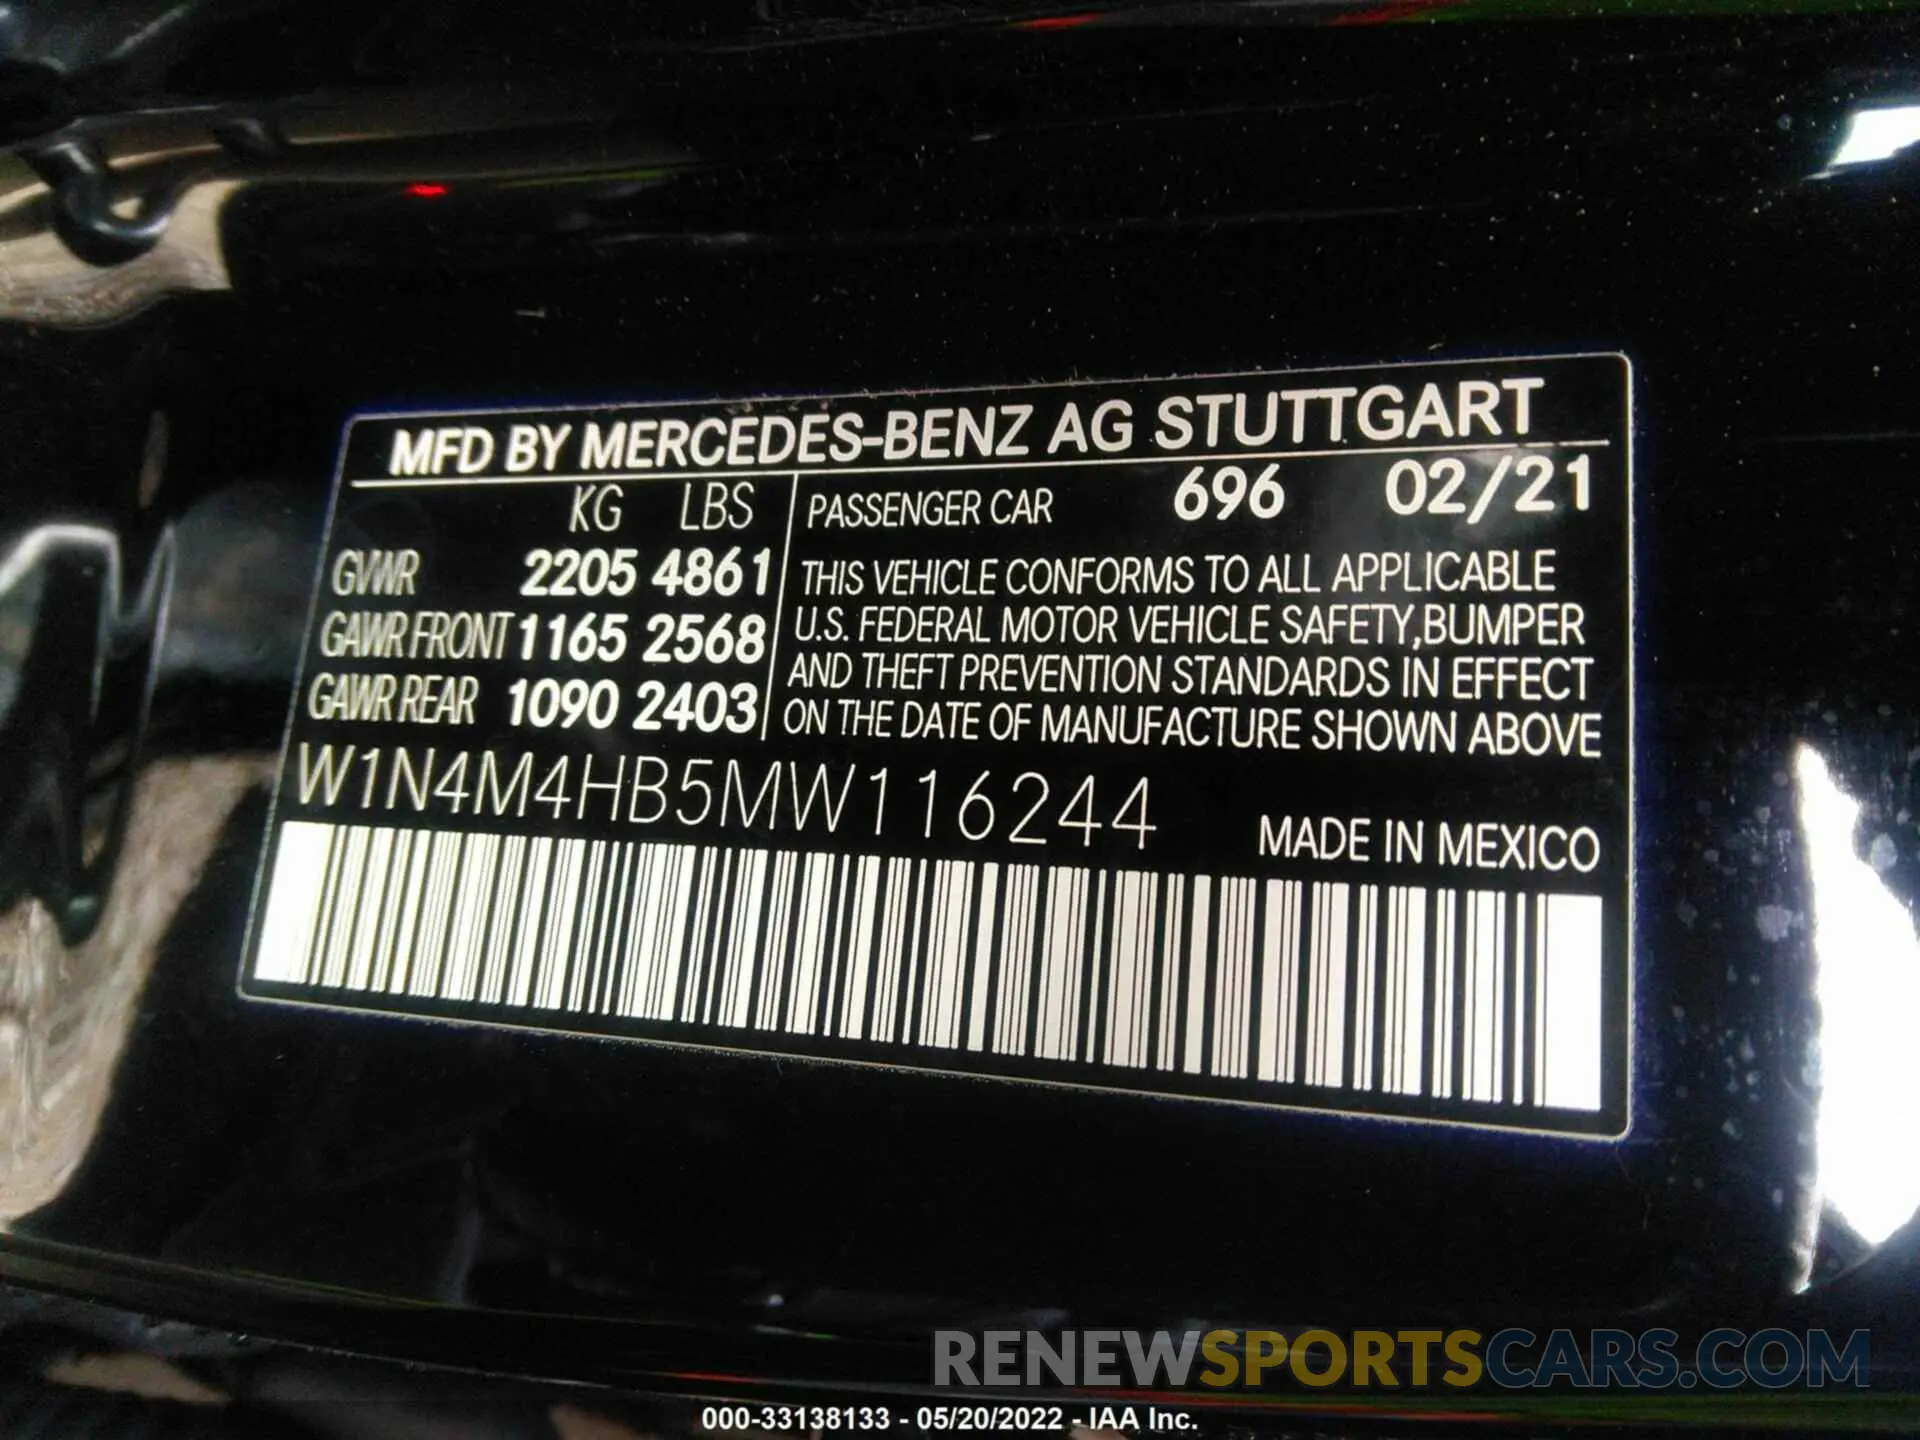 MFD BY MERCEDES-BENZ AG STUTTGART
KG LBS
GVWR 2205 4861
GAWR FRONT 1165 2568
GAWR REAR 1090 2403
PASSENGER CAR 696 02/21
THIS VEHICLE CONFORMS TO ALL APPLICABLE
U.S. FEDERAL MOTOR VEHICLE SAFETY,BUMPER
AND THEFT PREVENTION STANDARDS IN EFFECT
ON THE DATE OF MANUFACTURE SHOWN ABOVE
W1N4M4HB5MW116244
MADE IN MEXICO
RENEWSPORTSCARS.COM
000-33138133 - 05/20/2022 - IAA Inc.